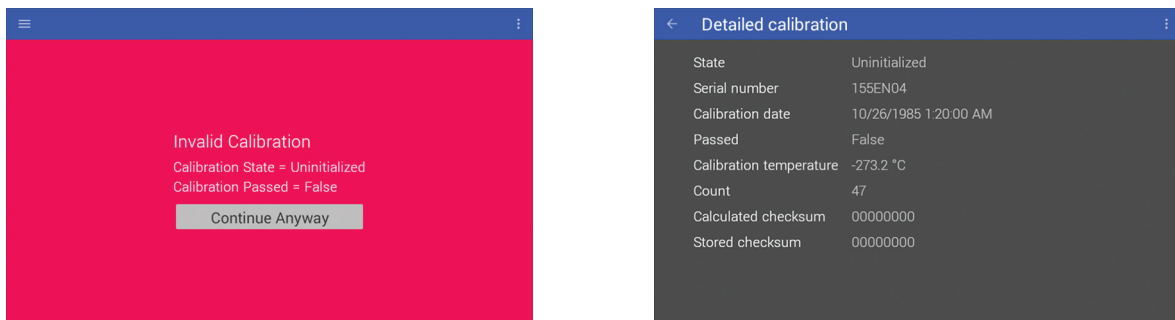 Invalid Calibration
Calibration State = Uninitialized
Calibration Passed = False
Continue Anyway
Detailed calibration
State Uninitialized
Serial number 155EN04
Calibration date 10/26/1985 1:20:00 AM
Passed False
Calibration temperature -273.2 °C
Count 47
Calculated checksum 00000000
Stored checksum 00000000